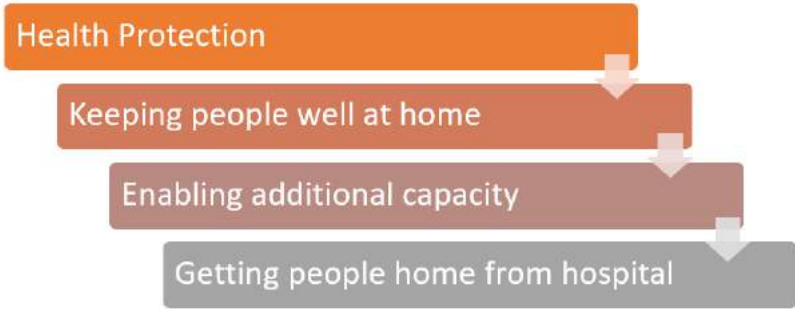 Health Protection
Keeping people well at home
Enabling additional capacity
Getting people home from hospital